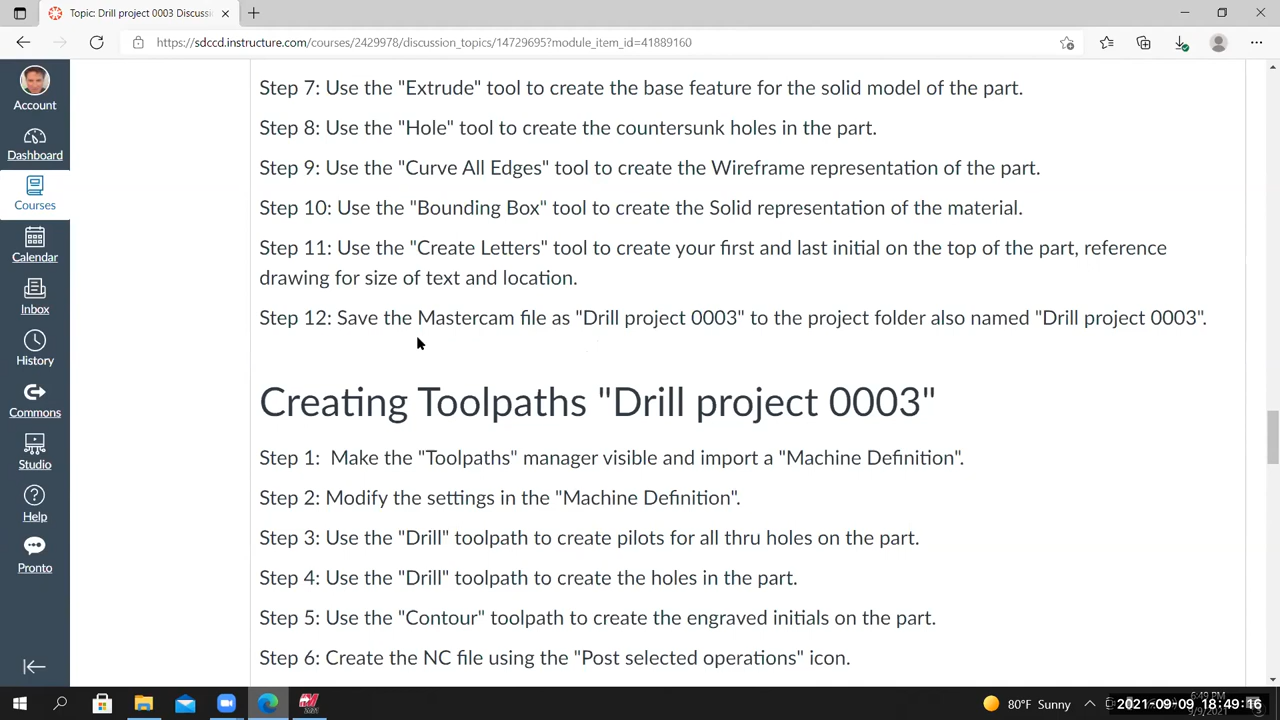 Topic: Drill project 0003 Discussi
https://sdccd.instructure.com/courses/2429978/discussion_topics/14729695?module_item_id=41889160
Account
Dashboard
Courses
Calendar
Inbox
History
Commons
Studio
Help
Pronto
Step 7: Use the "Extrude" tool to create the base feature for the solid model of the part.
Step 8: Use the "Hole" tool to create the countersunk holes in the part.
Step 9: Use the "Curve All Edges" tool to create the Wireframe representation of the part.
Step 10: Use the "Bounding Box" tool to create the Solid representation of the material.
Step 11: Use the "Create Letters" tool to create your first and last initial on the top of the part, reference
drawing for size of text and location.
Step 12: Save the Mastercam file as "Drill project 0003" to the project folder also named "Drill project 0003".
Creating Toolpaths "Drill project 0003"
Step 1:  Make the "Toolpaths" manager visible and import a "Machine Definition".
Step 2: Modify the settings in the "Machine Definition".
Step 3: Use the "Drill" toolpath to create pilots for all thru holes on the part.
Step 4: Use the "Drill" toolpath to create the holes in the part.
Step 5: Use the "Contour" toolpath to create the engraved initials on the part.
Step 6: Create the NC file using the "Post selected operations" icon.
80°F Sunny
6:49 PM
2021-09-09 18:49:16
9/9/2021